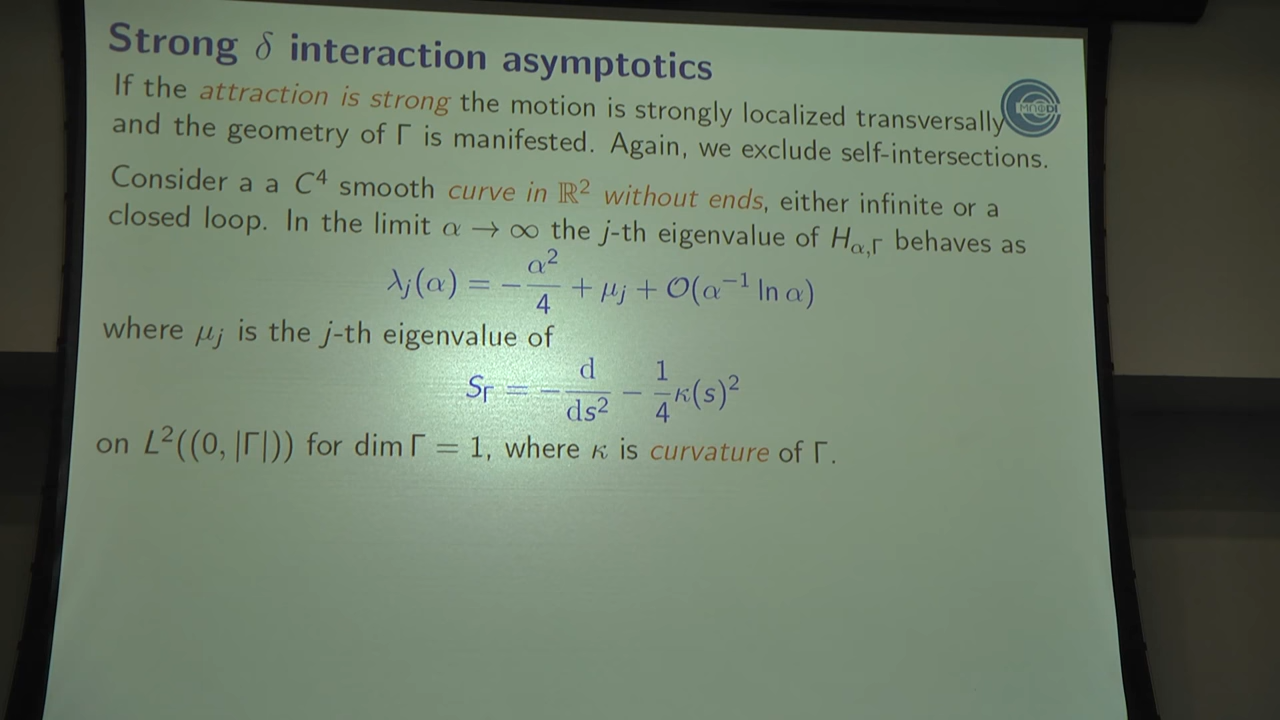 Strong δ interaction asymptotics
If the attraction is strong the motion is strongly localized transversally
and the geometry of Γ is manifested. Again, we exclude self-intersections.
Consider a a C⁴ smooth curve in ℝ² without ends, either infinite or a
closed loop. In the limit α → ∞ the j-th eigenvalue of H_{α,Γ} behaves as
λ_j(α) = −α²/4 + μ_j + O(α⁻¹ ln α)
where μ_j is the j-th eigenvalue of
S_Γ = −d/ds² − 1/4 κ(s)²
on L²((0, |Γ|)) for dim Γ = 1, where κ is curvature of Γ.